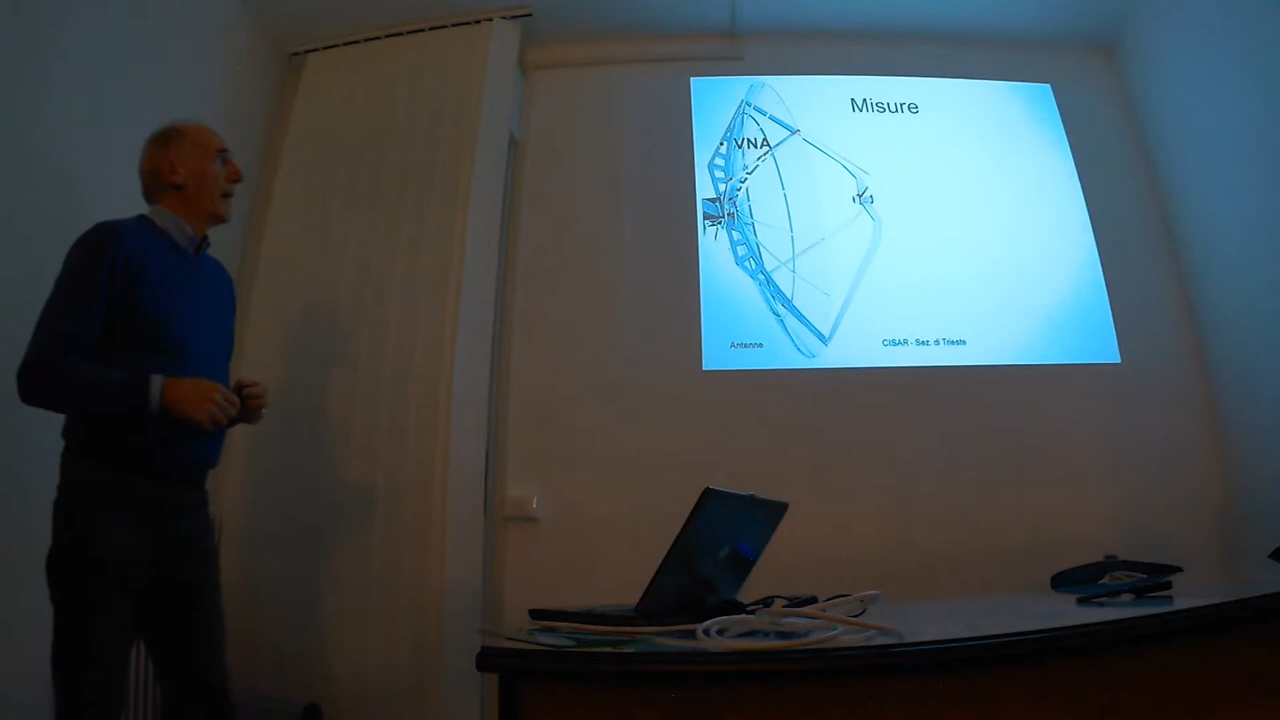 Misure
• VNA
Antenne
CISAR - Sez. di Trieste